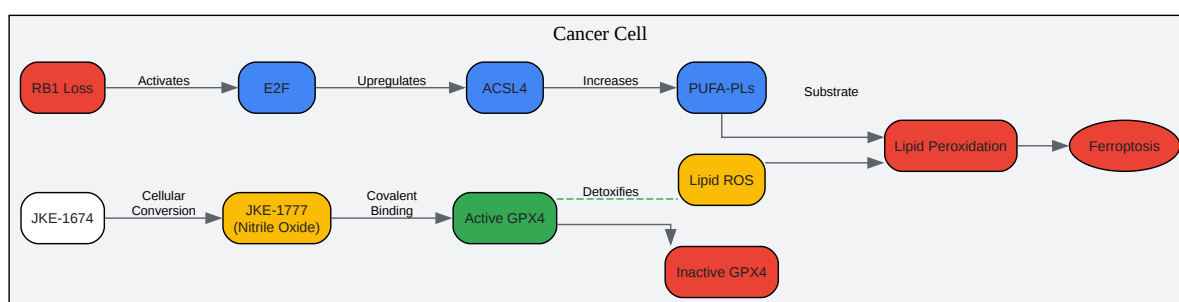 Cancer Cell
RB1 Loss
Activates
E2F
Upregulates
ACSL4
Increases
PUFA-PLs
Substrate
Lipid Peroxidation
Ferroptosis
Lipid ROS
Detoxifies
JKE-1674
Cellular
Conversion
JKE-1777
(Nitrile Oxide)
Covalent
Binding
Active GPX4
Inactive GPX4